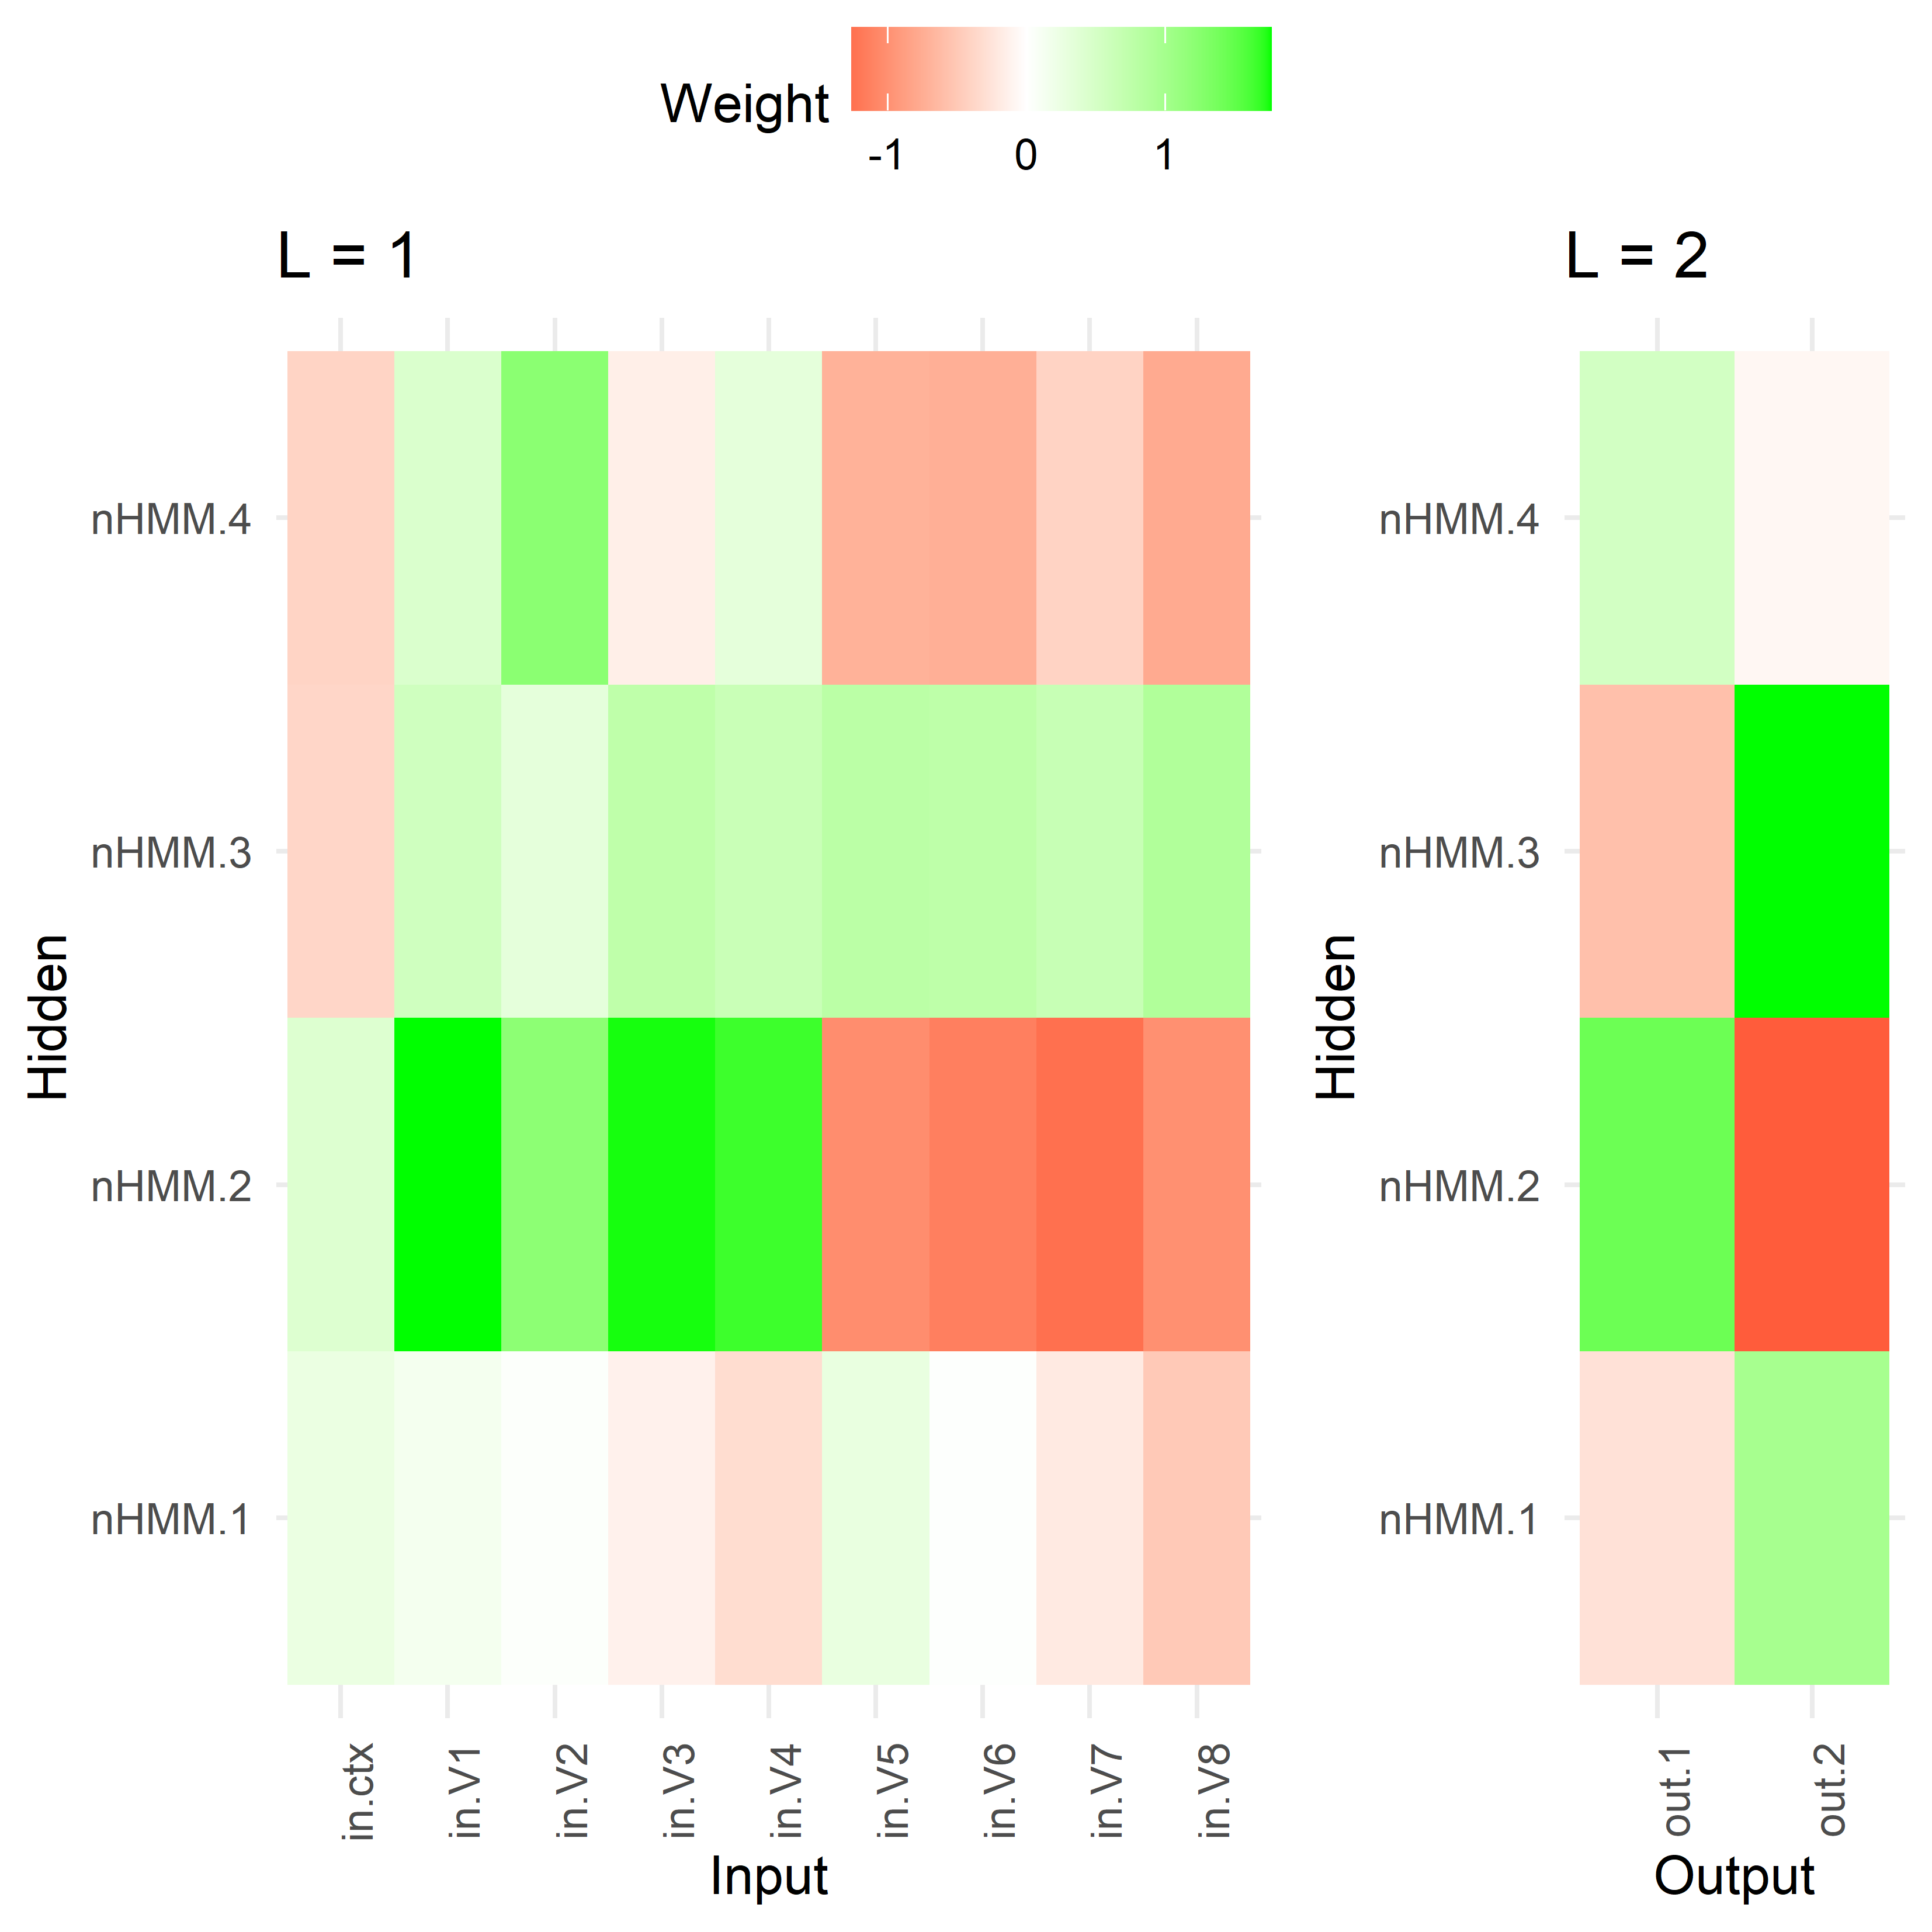 Weight
-1 0 1
L = 1
nHMM.4
nHMM.3
nHMM.2
nHMM.1
Hidden
in.ctx in.V1 in.V2 in.V3 in.V4 in.V5 in.V6 in.V7 in.V8
Input
L = 2
nHMM.4
nHMM.3
nHMM.2
nHMM.1
Hidden
out.1 out.2
Output